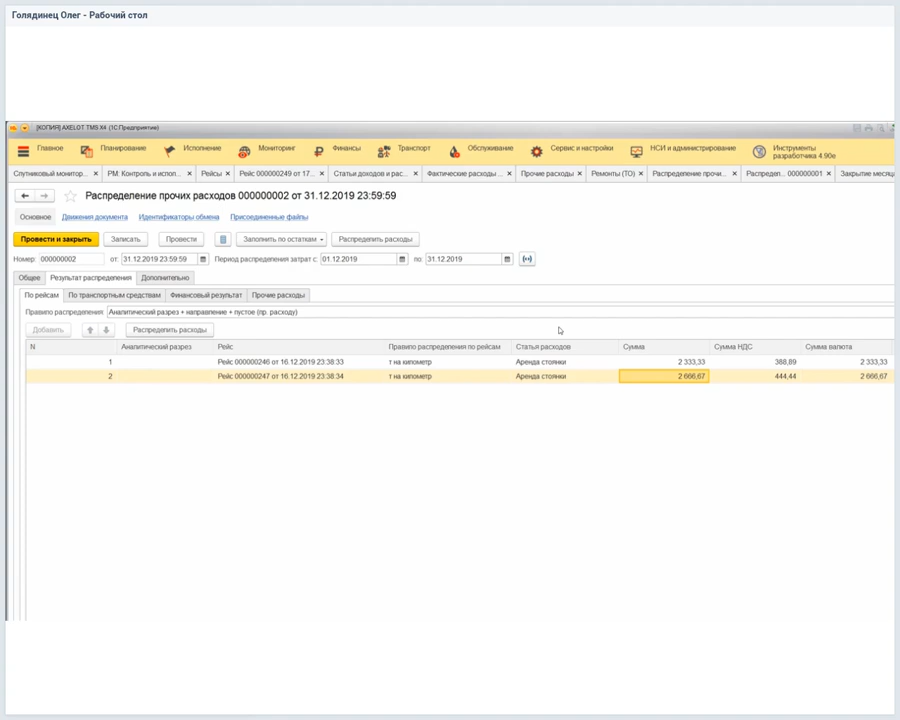 Голядинец Олег - Рабочий стол
[КОПИЯ] AXELOT TMS X4 (1С:Предприятие)
Главное Планирование Исполнение Мониторинг Финансы Транспорт Обслуживание Сервис и настройки НСИ и администрирование Инструменты разработчика 4.90e
Спутниковый монитор... × РМ: Контроль и испол... × Рейсы × Рейс 000000249 от 17... × Статьи доходов и рас... × Фактические расходы ... × Прочие расходы × Ремонты (ТО) × Распределение прочи... × Распредел... 000000001 × Закрытие месяц
Распределение прочих расходов 000000002 от 31.12.2019 23:59:59
Основное Движения документа Идентификаторы обмена Присоединенные файлы
Провести и закрыть Записать Провести Заполнить по остаткам Распределить расходы
Номер: 000000002 от: 31.12.2019 23:59:59 Период распределения затрат с: 01.12.2019 по: 31.12.2019
Общее Результат распределения Дополнительно
По рейсам По транспортным средствам Финансовый результат Прочие расходы
Правило распределения: Аналитический разрез + направление + пустое (пр. расходу)
Добавить Распределить расходы
N Аналитический разрез Рейс Правило распределения по рейсам Статья расходов Сумма Сумма НДС Сумма валюта
1 Рейс 000000246 от 16.12.2019 23:38:33 т на километр Аренда стоянки 2 333,33 388,89 2 333,33
2 Рейс 000000247 от 16.12.2019 23:38:34 т на километр Аренда стоянки 2 666,67 444,44 2 666,67